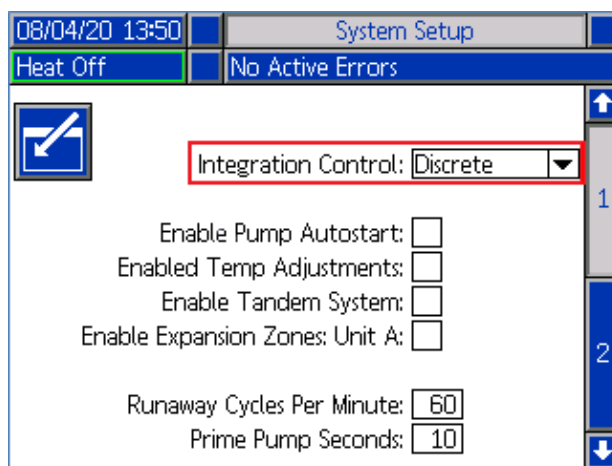 08/04/20 13:50 System Setup
Heat Off No Active Errors
Integration Control: Discrete
1
Enable Pump Autostart:
Enabled Temp Adjustments:
Enable Tandem System:
Enable Expansion Zones: Unit A:
2
Runaway Cycles Per Minute: 60
Prime Pump Seconds: 10